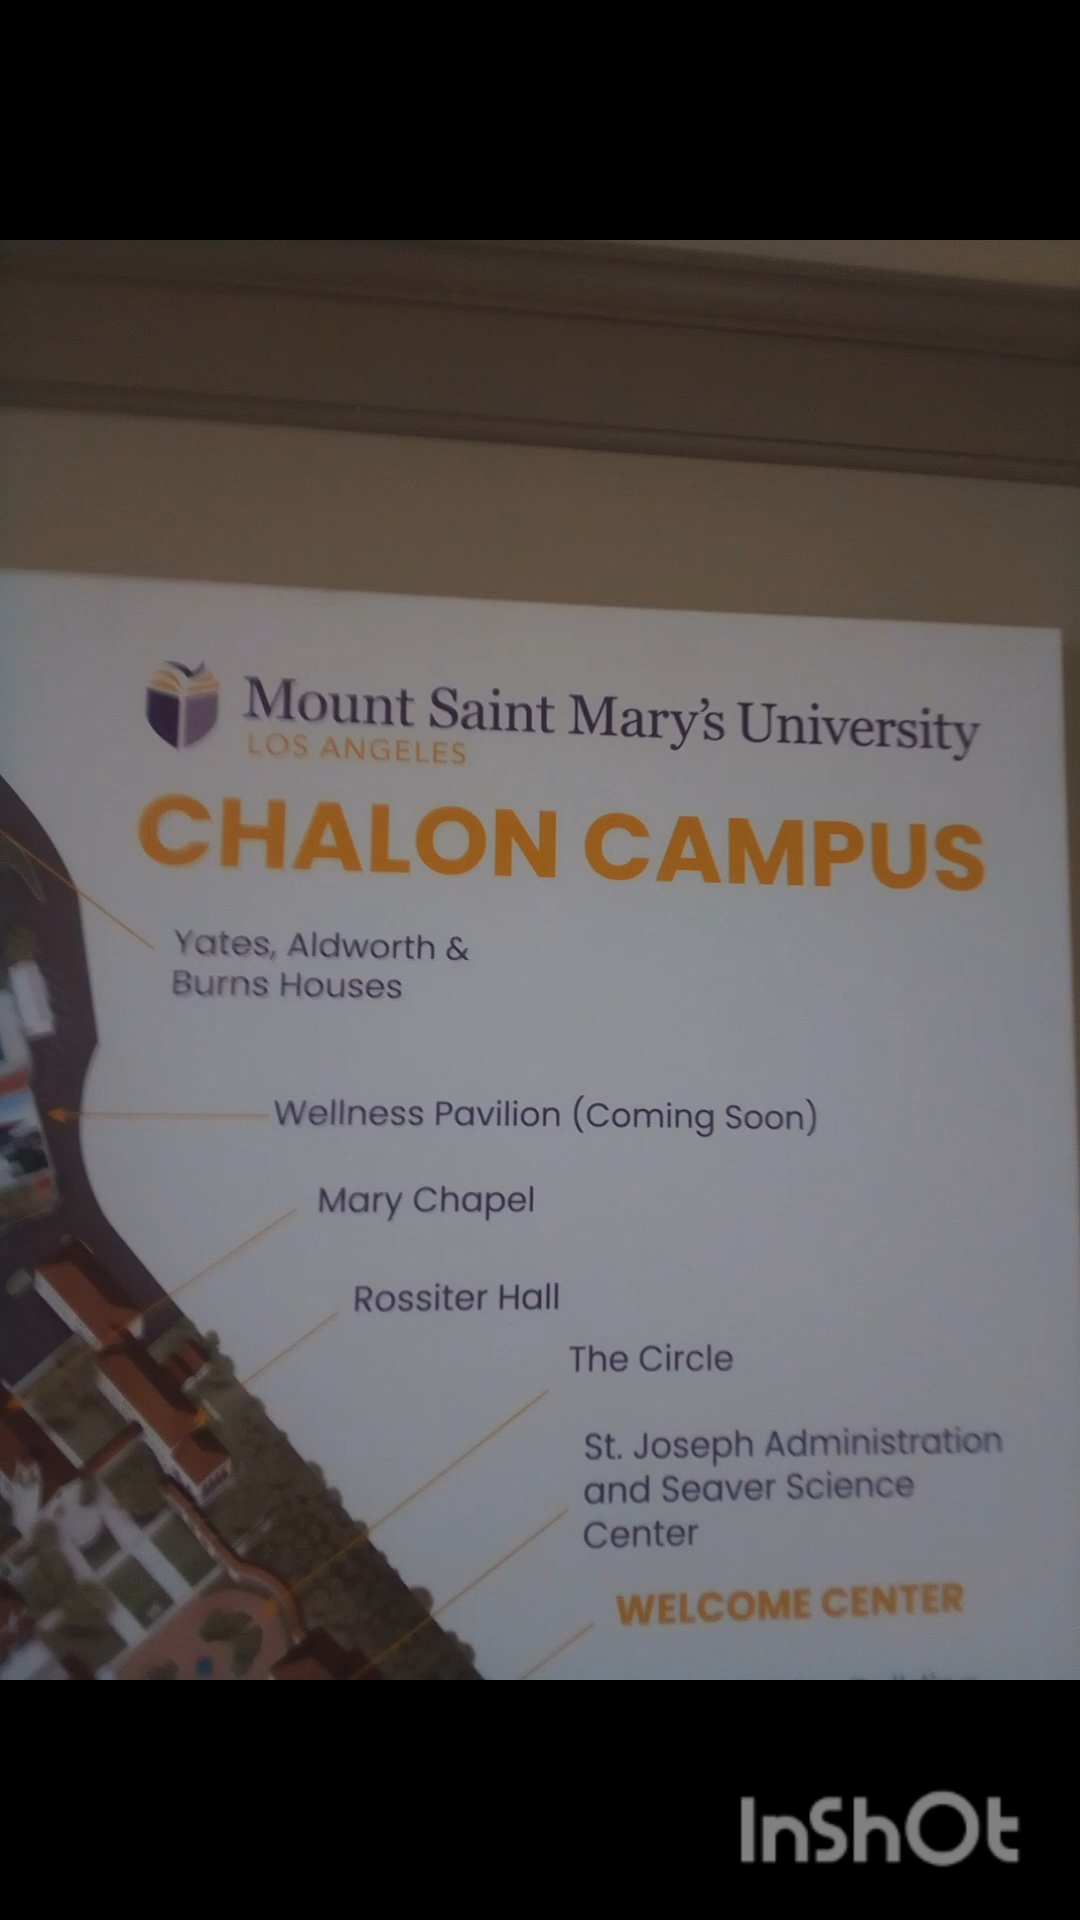 Mount Saint Mary's University
LOS ANGELES
CHALON CAMPUS
Yates, Aldworth &
Burns Houses
Wellness Pavilion (Coming Soon)
Mary Chapel
Rossiter Hall
The Circle
St. Joseph Administration
and Seaver Science
Center
WELCOME CENTER
InShOt